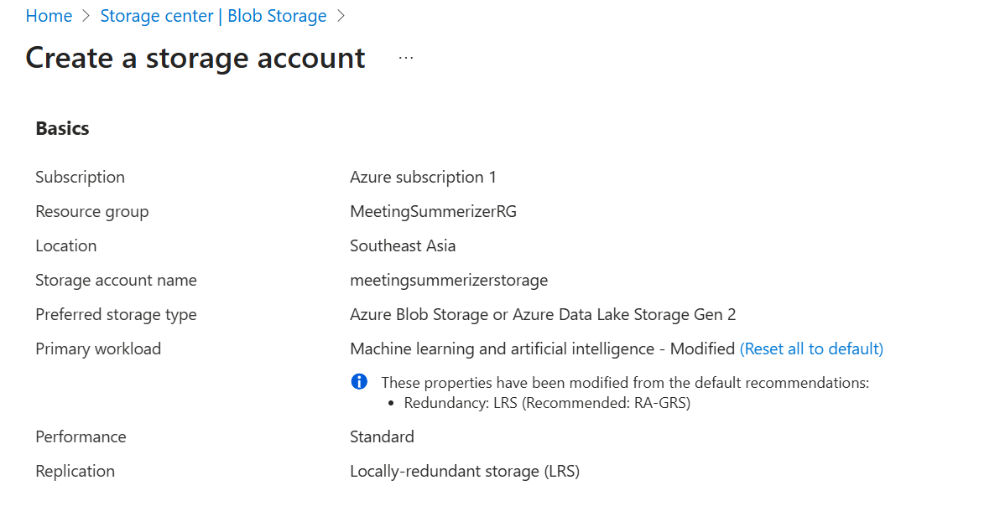 Home > Storage center | Blob Storage >
Create a storage account ...
Basics
Subscription Azure subscription 1
Resource group MeetingSummerizerRG
Location Southeast Asia
Storage account name meetingsummerizerstorage
Preferred storage type Azure Blob Storage or Azure Data Lake Storage Gen 2
Primary workload Machine learning and artificial intelligence - Modified (Reset all to default)
These properties have been modified from the default recommendations:
• Redundancy: LRS (Recommended: RA-GRS)
Performance Standard
Replication Locally-redundant storage (LRS)